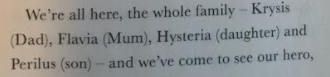 We're all here, the whole family – Krysis
(Dad), Flavia (Mum), Hysteria (daughter) and
Perilus (son) – and we've come to see our hero,